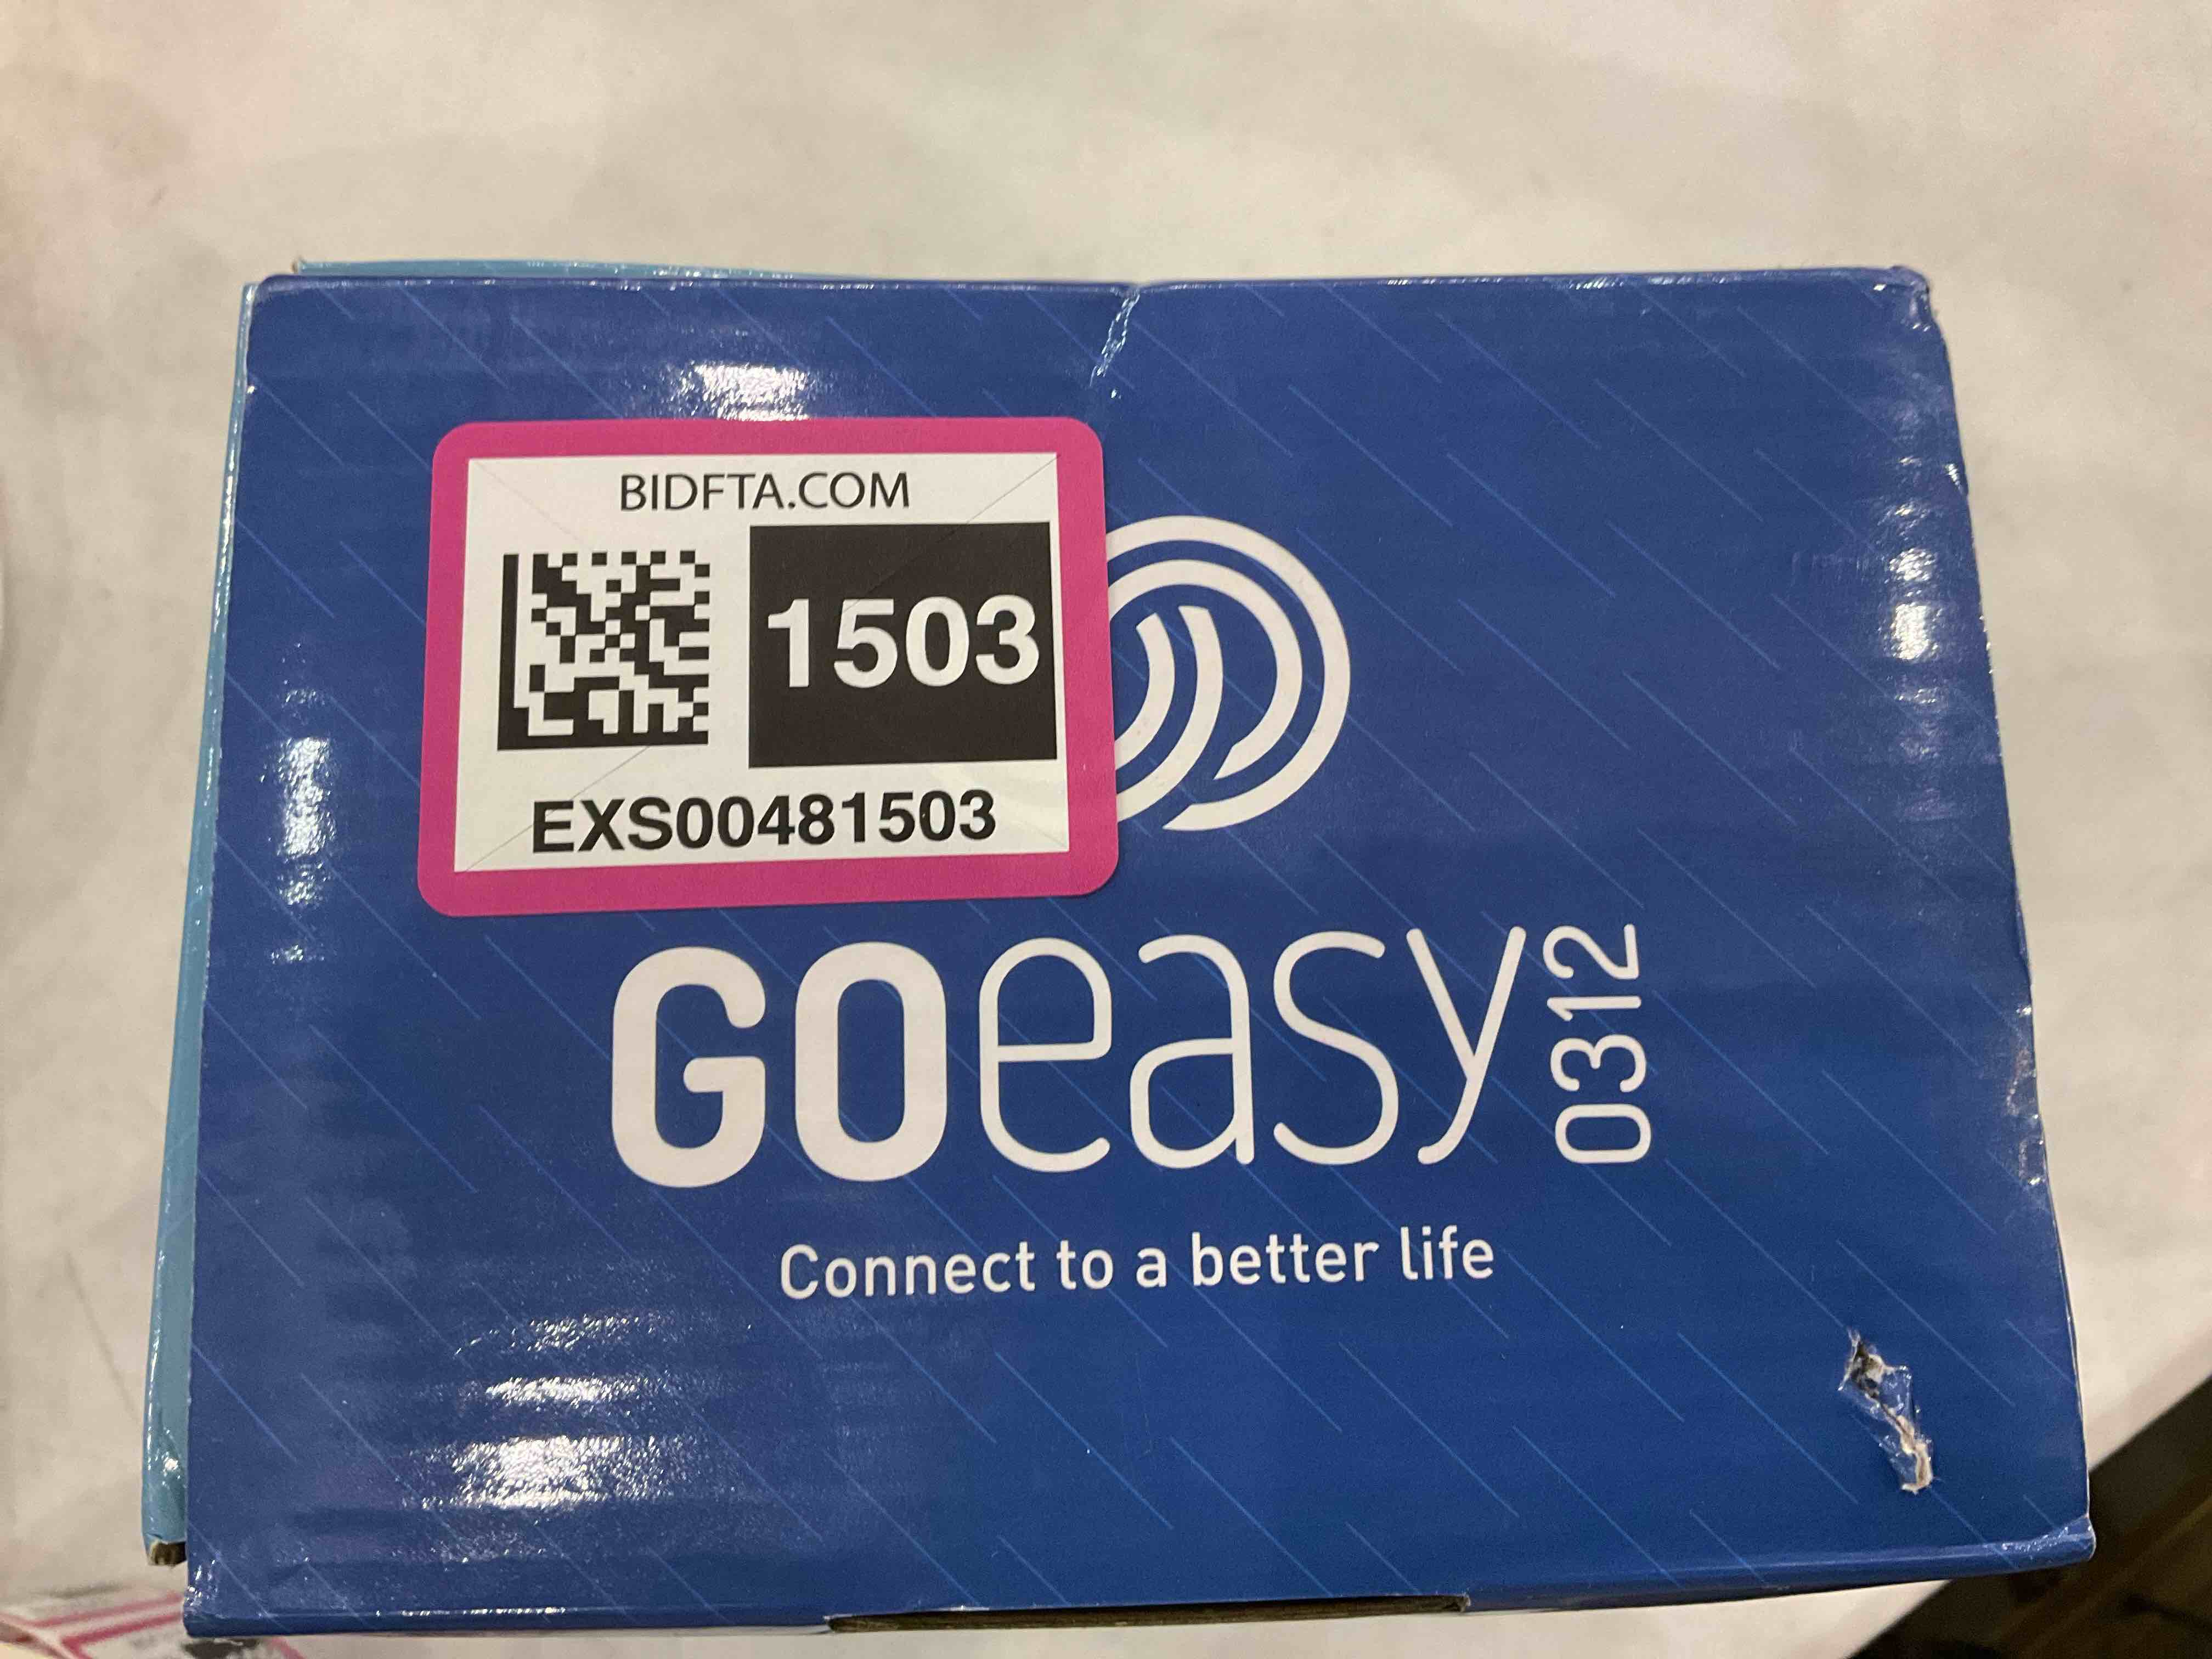 BIDFTA.COM
1503
EXS00481503
GOeasy 0312
Connect to a better life